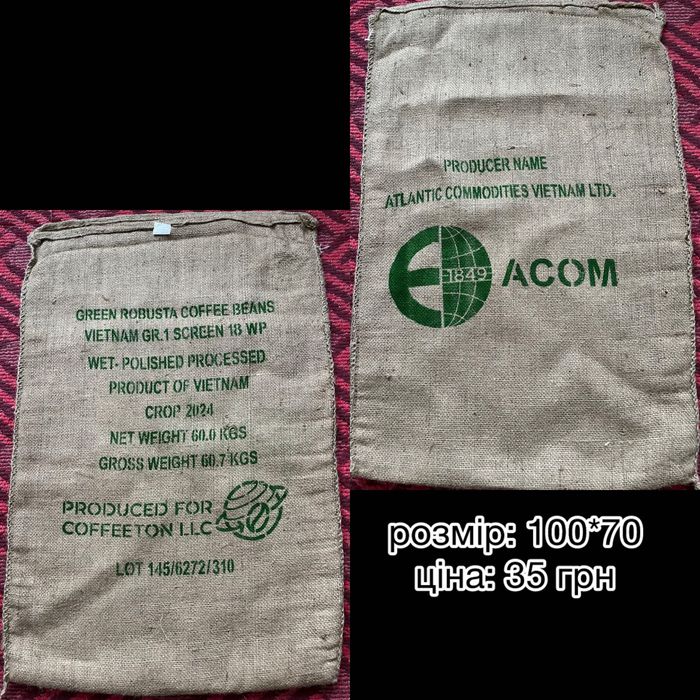 PRODUCER NAME
ATLANTIC COMMODITIES VIETNAM LTD.
E 1849 ACOM
GREEN ROBUSTA COFFEE BEANS
VIETNAM GR.1 SCREEN 18 WP
WET- POLISHED PROCESSED
PRODUCT OF VIETNAM
CROP 2024
NET WEIGHT 60.0 KGS
GROSS WEIGHT 60.7 KGS
PRODUCED FOR
COFFEETON LLC
LOT 145/6272/310
розмір: 100*70
ціна: 35 грн